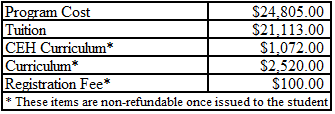 Program Cost $24,805.00
Tuition $21,113.00
CEH Curriculum* $1,072.00
Curriculum* $2,520.00
Registration Fee* $100.00
* These items are non-refundable once issued to the student